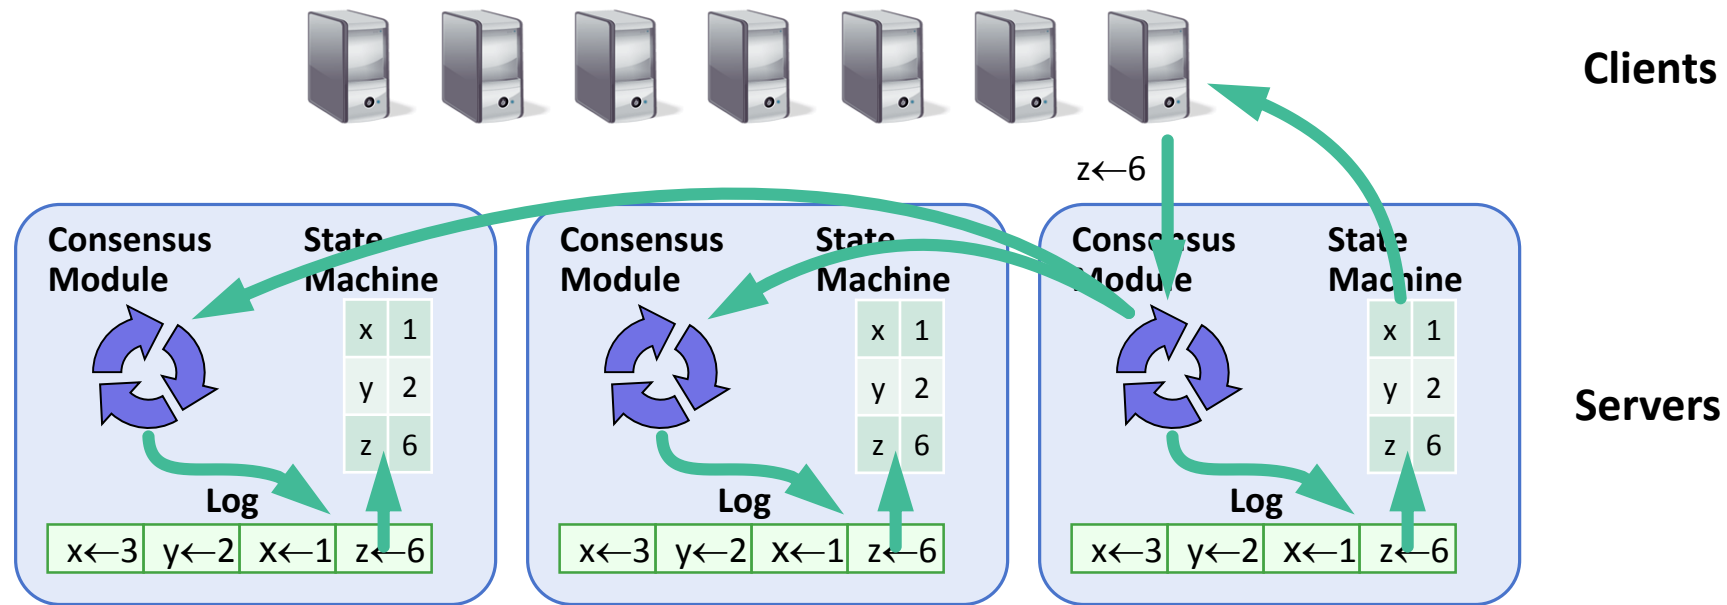 Clients
z←6
Consensus
Module
State
Machine
x 1
y 2
z 6
Log
x←3 y←2 x←1 z←6
Consensus
Module
State
Machine
x 1
y 2
z 6
Log
x←3 y←2 x←1 z←6
Consensus
Module
State
Machine
x 1
y 2
z 6
Log
x←3 y←2 x←1 z←6
Servers